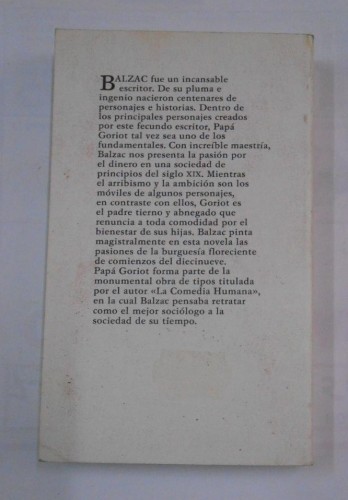 BALZAC fue un incansable
escritor. De su pluma e
ingenio nacieron centenares de
personajes e historias. Dentro de
los principales personajes creados
por este fecundo escritor, Papá
Goriot tal vez sea uno de los
fundamentales. Con increíble maestría,
Balzac nos presenta la pasión por
el dinero en una sociedad de
principios del siglo XIX. Mientras
el arribismo y la ambición son los
móviles de algunos personajes,
en contraste con ellos, Goriot es
el padre tierno y abnegado que
renuncia a toda comodidad por el
bienestar de sus hijas. Balzac pinta
magistralmente en esta novela las
pasiones de la burguesía floreciente
de comienzos del diecinueve.
Papá Goriot forma parte de la
monumental obra de tipos titulada
por el autor «La Comedia Humana»,
en la cual Balzac pensaba retratar
como el mejor sociólogo a la
sociedad de su tiempo.